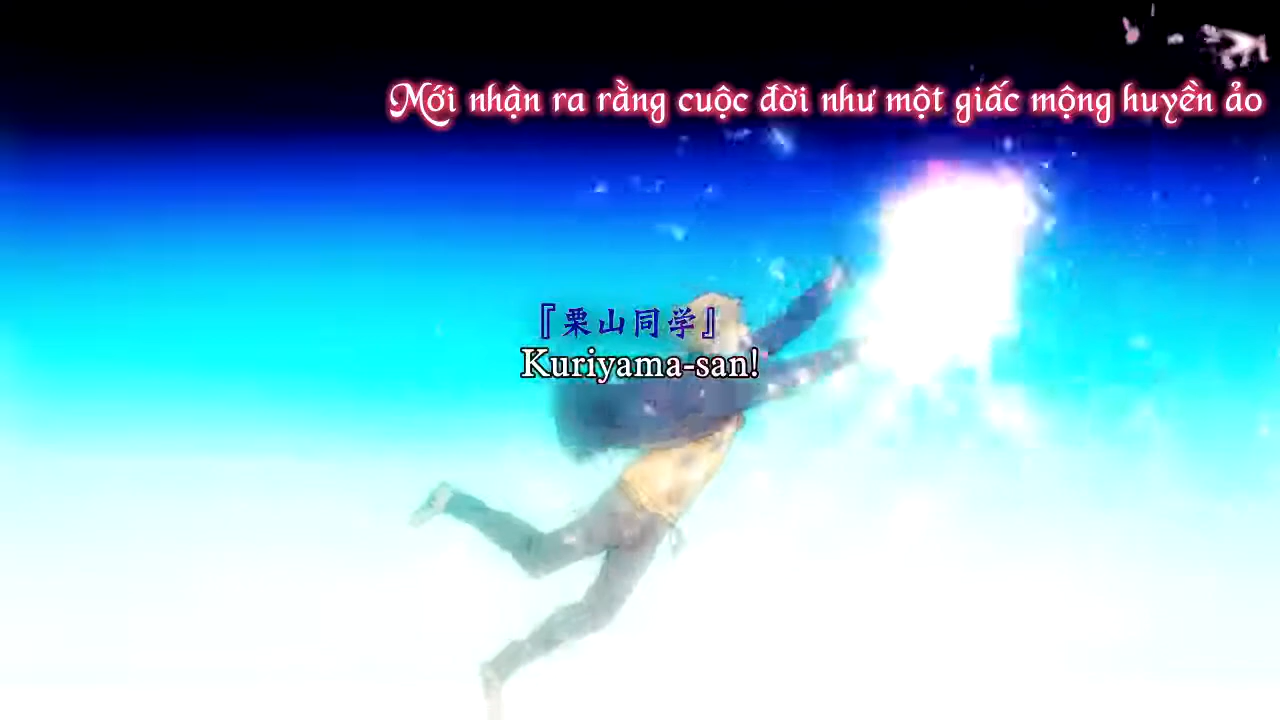 Mới nhận ra rằng cuộc đời như một giấc mộng huyền ảo
『栗山同学』
Kuriyama-san!